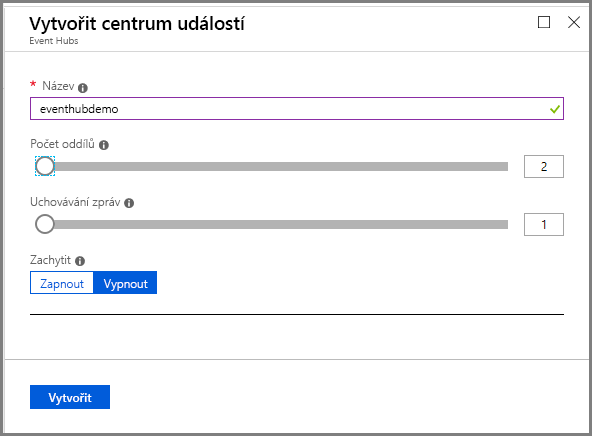 Vytvořit centrum událostí
Event Hubs
* Název
eventhubdemo
Počet oddílů
2
Uchovávání zpráv
1
Zachytit
Zapnout Vypnout
Vytvořit